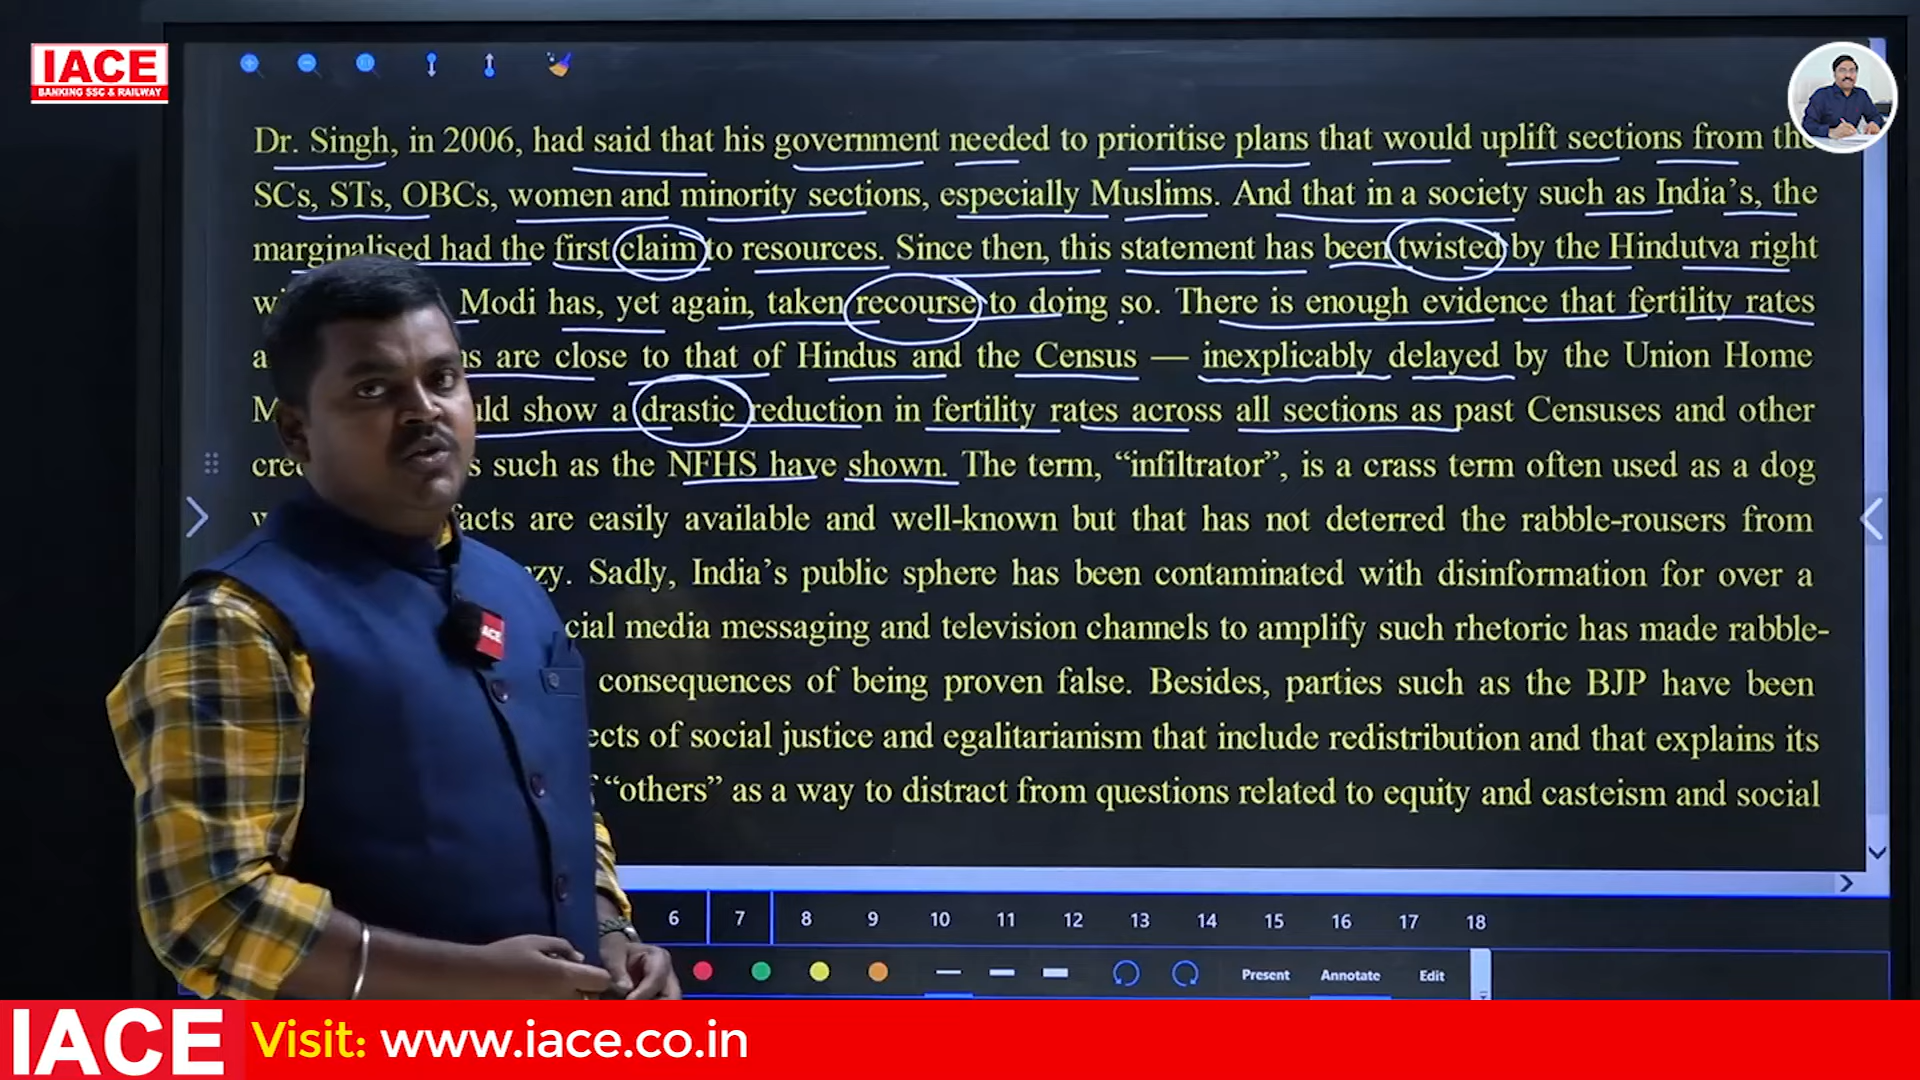 IACE
BANKING SSC & RAILWAY
Dr. Singh, in 2006, had said that his government needed to prioritise plans that would uplift sections from the
SCs, STs, OBCs, women and minority sections, especially Muslims. And that in a society such as India's, the
marginalised had the first claim to resources. Since then, this statement has been twisted by the Hindutva right
Modi has, yet again, taken recourse to doing so. There is enough evidence that fertility rates
are close to that of Hindus and the Census — inexplicably delayed by the Union Home
show a drastic reduction in fertility rates across all sections as past Censuses and other
such as the NFHS have shown. The term, “infiltrator”, is a crass term often used as a dog
facts are easily available and well-known but that has not deterred the rabble-rousers from
Sadly, India's public sphere has been contaminated with disinformation for over a
media messaging and television channels to amplify such rhetoric has made rabble-
consequences of being proven false. Besides, parties such as the BJP have been
of social justice and egalitarianism that include redistribution and that explains its
“others” as a way to distract from questions related to equity and casteism and social
IACE
6 7 8 9 10 11 12 13 14 15 16 17 18
Present Annotate Edit
IACE Visit: www.iace.co.in